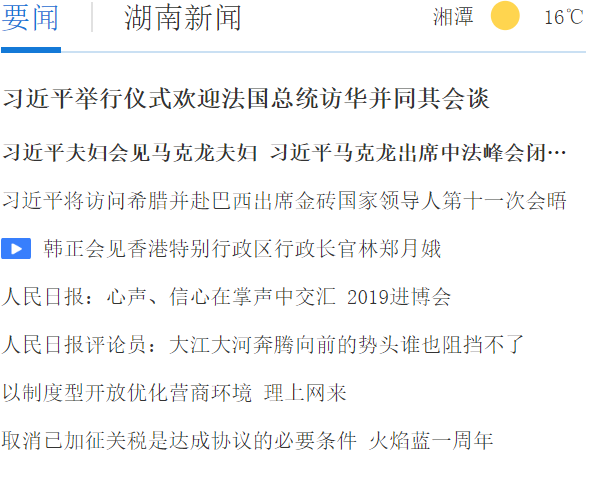 要闻 | 湖南新闻 湘潭 16℃
习近平举行仪式欢迎法国总统访华并同其会谈
习近平夫妇会见马克龙夫妇 习近平马克龙出席中法峰会闭…
习近平将访问希腊并赴巴西出席金砖国家领导人第十一次会晤
韩正会见香港特别行政区行政长官林郑月娥
人民日报：心声、信心在掌声中交汇 2019进博会
人民日报评论员：大江大河奔腾向前的势头谁也阻挡不了
以制度型开放优化营商环境 理上网来
取消已加征关税是达成协议的必要条件 火焰蓝一周年